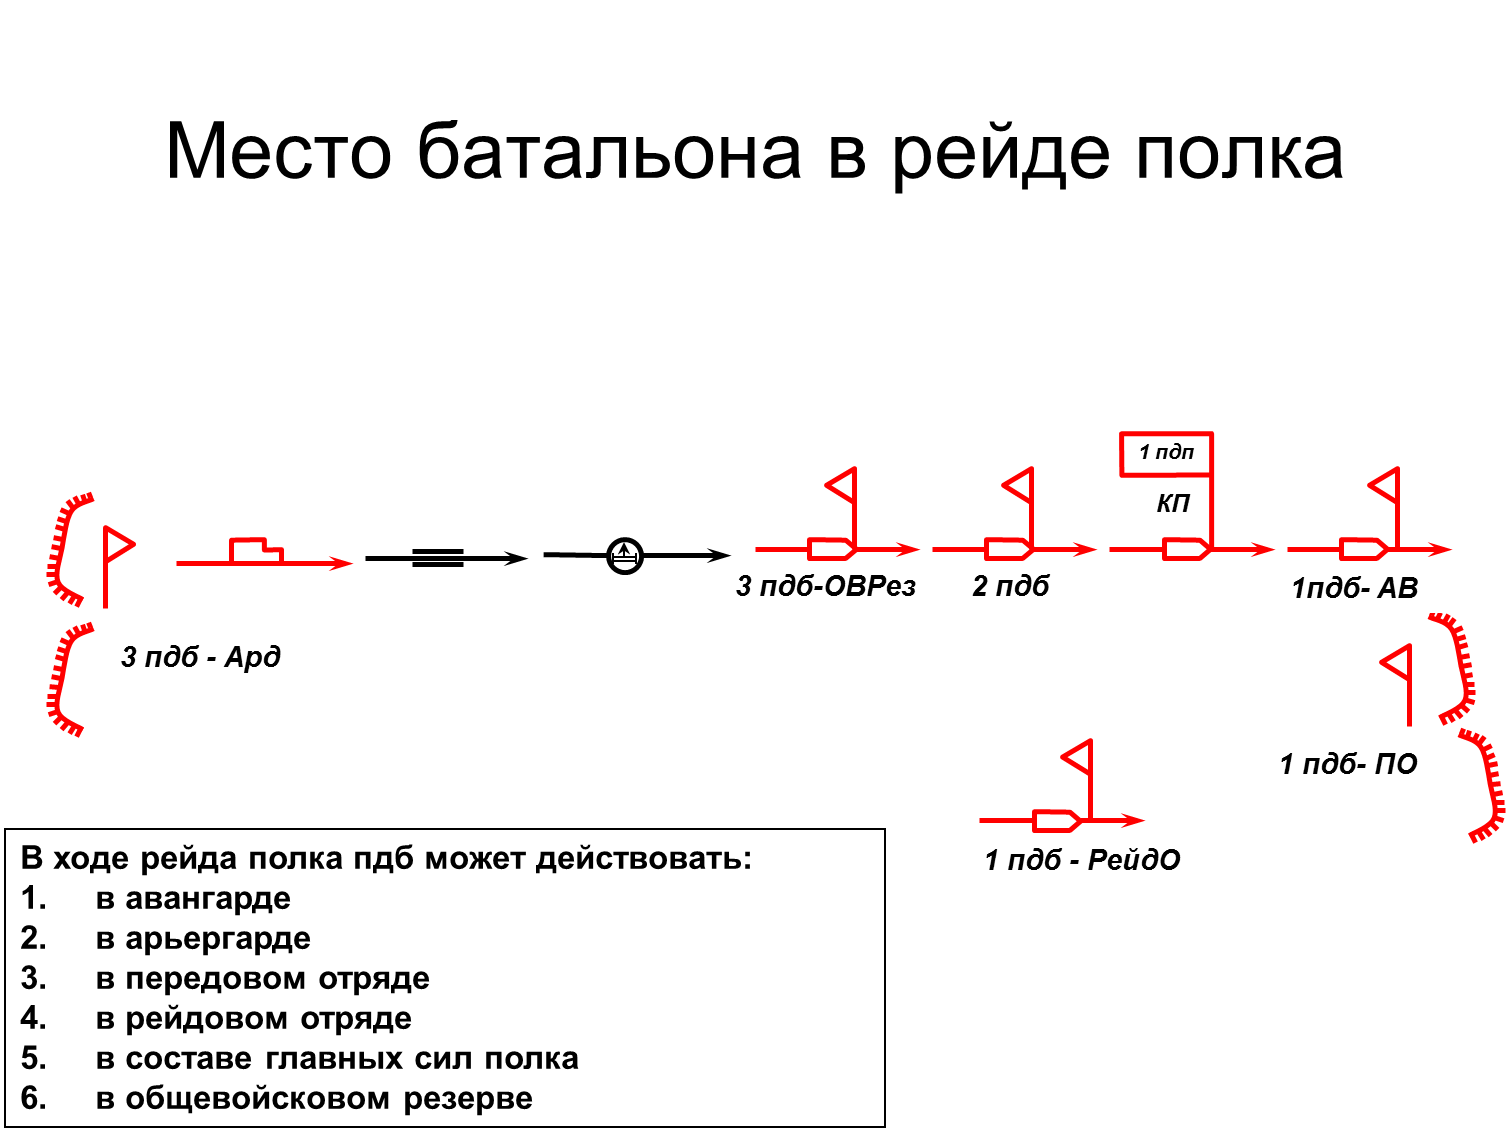 Место батальона в рейде полка
1 пдп
КП
3 пдб-ОВРез
2 пдб
1пдб- АВ
3 пдб - Ард
1 пдб- ПО
1 пдб - РейдО
В ходе рейда полка пдб может действовать:
1. в авангарде
2. в арьергарде
3. в передовом отряде
4. в рейдовом отряде
5. в составе главных сил полка
6. в общевойсковом резерве